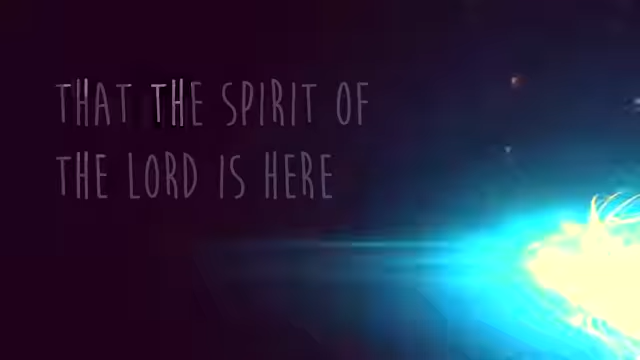 THAT THE SPIRIT OF
THE LORD IS HERE